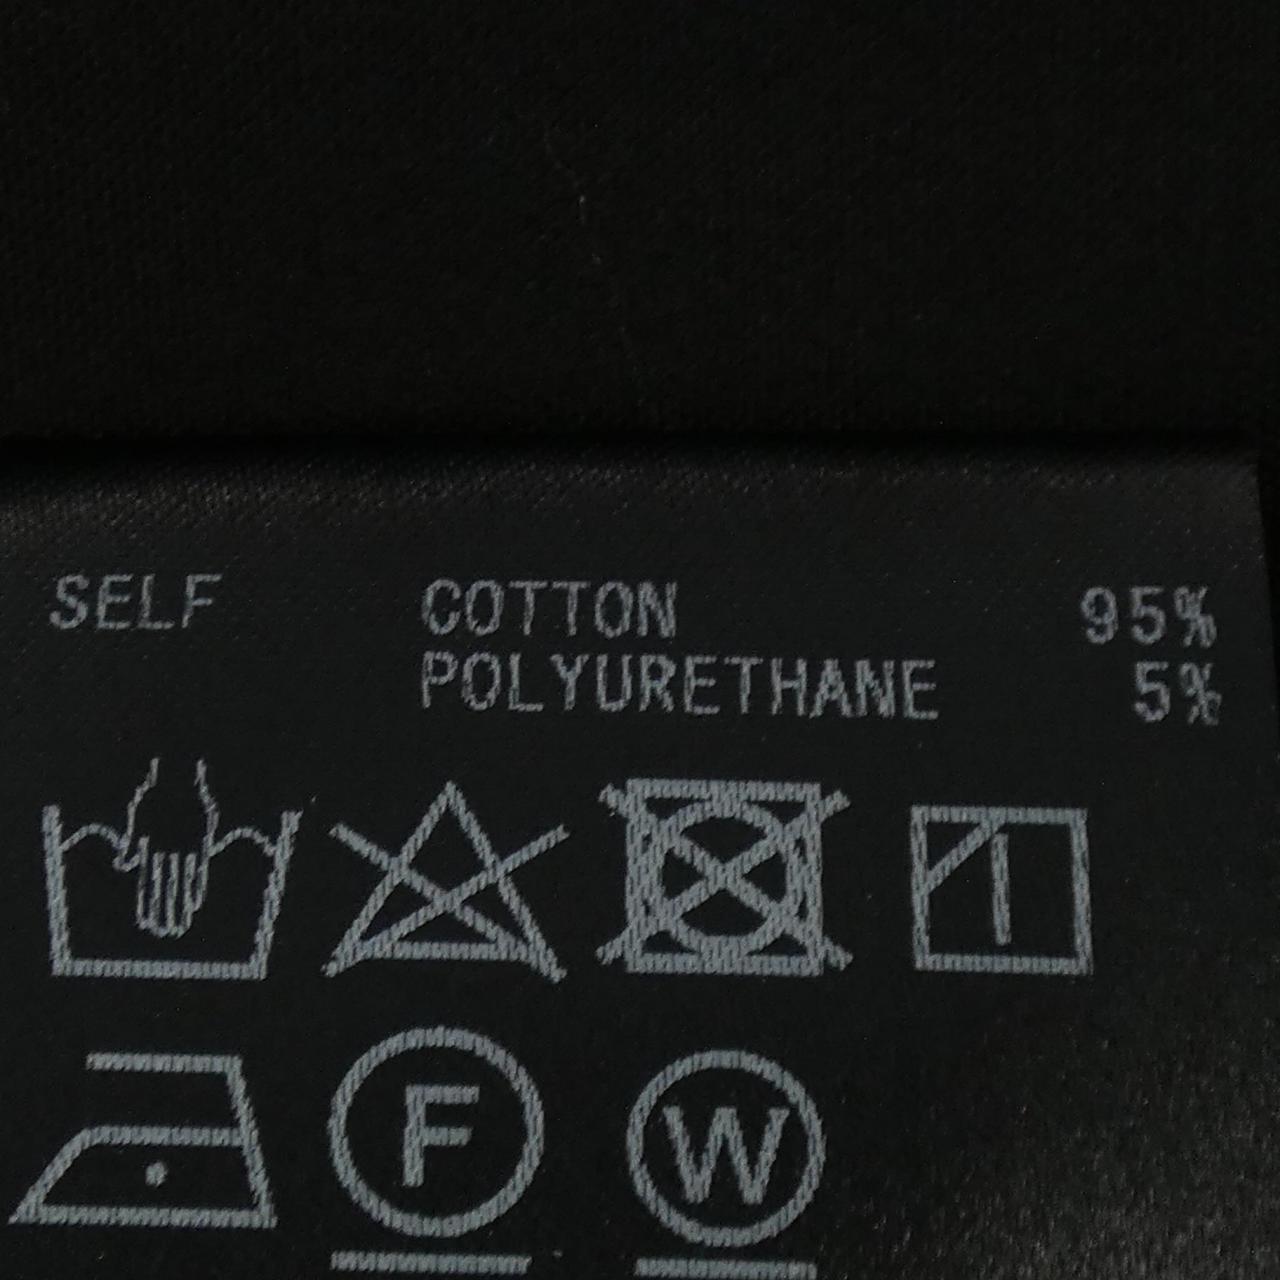 SELF COTTON 95%
POLYURETHANE 5%
F W